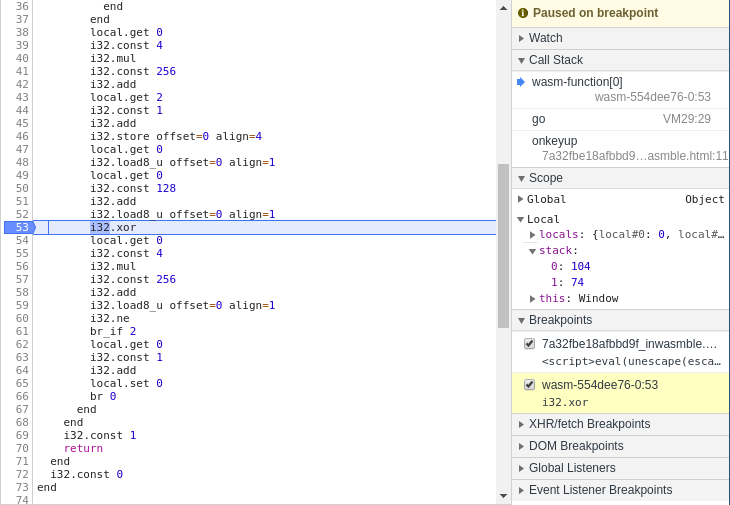 36 end
37 end
38 local.get 0
39 i32.const 4
40 i32.mul
41 i32.const 256
42 i32.add
43 local.get 2
44 i32.const 1
45 i32.add
46 i32.store offset=0 align=4
47 local.get 0
48 i32.load8_u offset=0 align=1
49 local.get 0
50 i32.const 128
51 i32.add
52 i32.load8_u offset=0 align=1
53 i32.xor
54 local.get 0
55 i32.const 4
56 i32.mul
57 i32.const 256
58 i32.add
59 i32.load8_u offset=0 align=1
60 i32.ne
61 br_if 2
62 local.get 0
63 i32.const 1
64 i32.add
65 local.set 0
66 br 0
67 end
68 end
69 i32.const 1
70 return
71 end
72 i32.const 0
73 end
74
Paused on breakpoint
Watch
Call Stack
wasm-function[0]
wasm-554dee76-0:53
go VM29:29
onkeyup
7a32fbe18afbbd9…asmble.html:11
Scope
Global Object
Local
locals: {local#0: 0, local#…
stack:
0: 104
1: 74
this: Window
Breakpoints
7a32fbe18afbbd9f_inwasmble.…
<script>eval(unescape(esca…
wasm-554dee76-0:53
i32.xor
XHR/fetch Breakpoints
DOM Breakpoints
Global Listeners
Event Listener Breakpoints